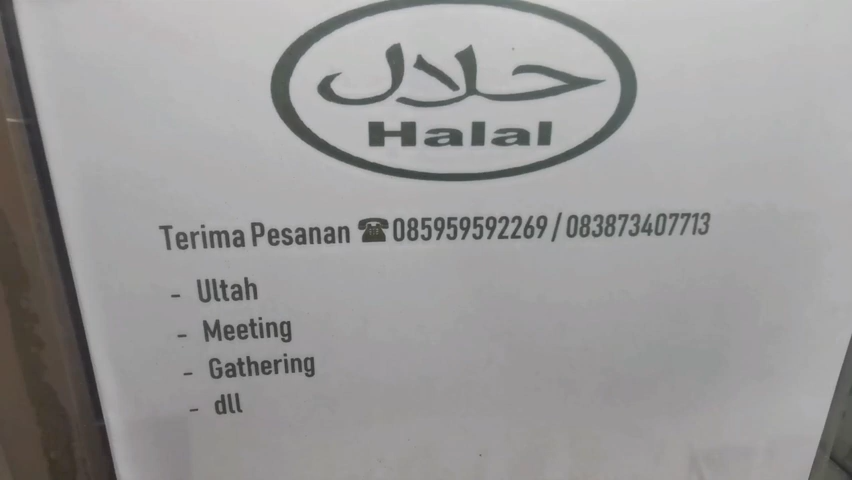 حلال
Halal
Terima Pesanan ☎085959592269 / 083873407713
- Ultah
- Meeting
- Gathering
- dll